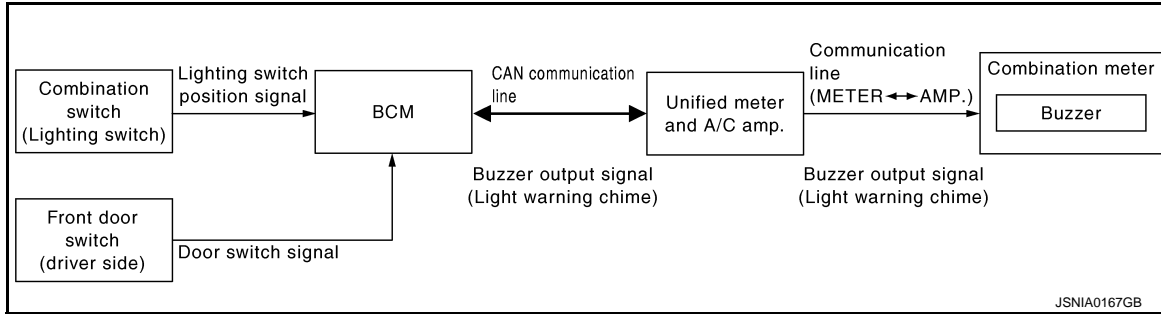 Combination
switch
(Lighting switch)
Lighting switch
position signal
BCM
CAN communication
line
Unified meter
and A/C amp.
Communication
line
(METER ↔ AMP.)
Combination meter
Buzzer
Buzzer output signal
(Light warning chime)
Buzzer output signal
(Light warning chime)
Front door
switch
(driver side)
Door switch signal
JSNIA0167GB